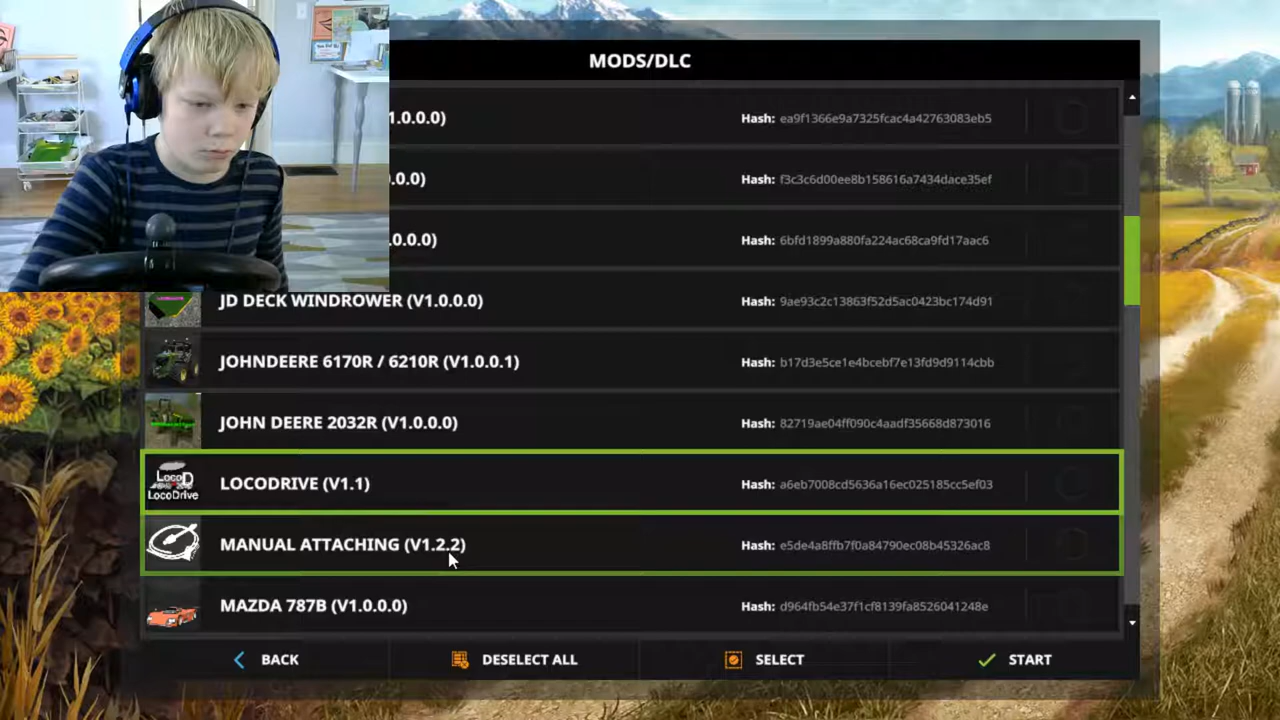 MODS/DLC
1.0.0.0) Hash: ea9f1366e9a7325fcac4a42763083eb5
.0.0) Hash: f3c3c6d00ee8b158616a7434dace35ef
.0.0.0) Hash: 6bfd1899a880fa224ac68ca9fd17aac6
JD DECK WINDROWER (V1.0.0.0) Hash: 9ae93c2c13863f52d5ac0423bc174d91
JOHNDEERE 6170R / 6210R (V1.0.0.1) Hash: b17d3e5ce1e4bcebf7e13fd9d9114cbb
JOHN DEERE 2032R (V1.0.0.0) Hash: 82719ae04ff090c4aadf35668d873016
LocoD
LocoDrive
LOCODRIVE (V1.1) Hash: a6eb7008cd5636a16ec025185cc5ef03
MANUAL ATTACHING (V1.2.2) Hash: e5de4a8ffb7f0a84790ec08b45326ac8
MAZDA 787B (V1.0.0.0) Hash: d964fb54e37f1cf8139fa8526041248e
BACK DESELECT ALL SELECT START